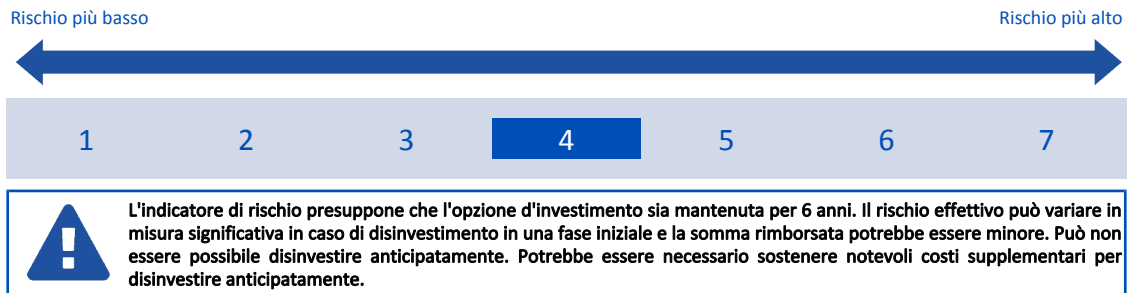 Rischio più basso Rischio più alto
1 2 3 4 5 6 7
L'indicatore di rischio presuppone che l'opzione d'investimento sia mantenuta per 6 anni. Il rischio effettivo può variare in
misura significativa in caso di disinvestimento in una fase iniziale e la somma rimborsata potrebbe essere minore. Può non
essere possibile disinvestire anticipatamente. Potrebbe essere necessario sostenere notevoli costi supplementari per
disinvestire anticipatamente.